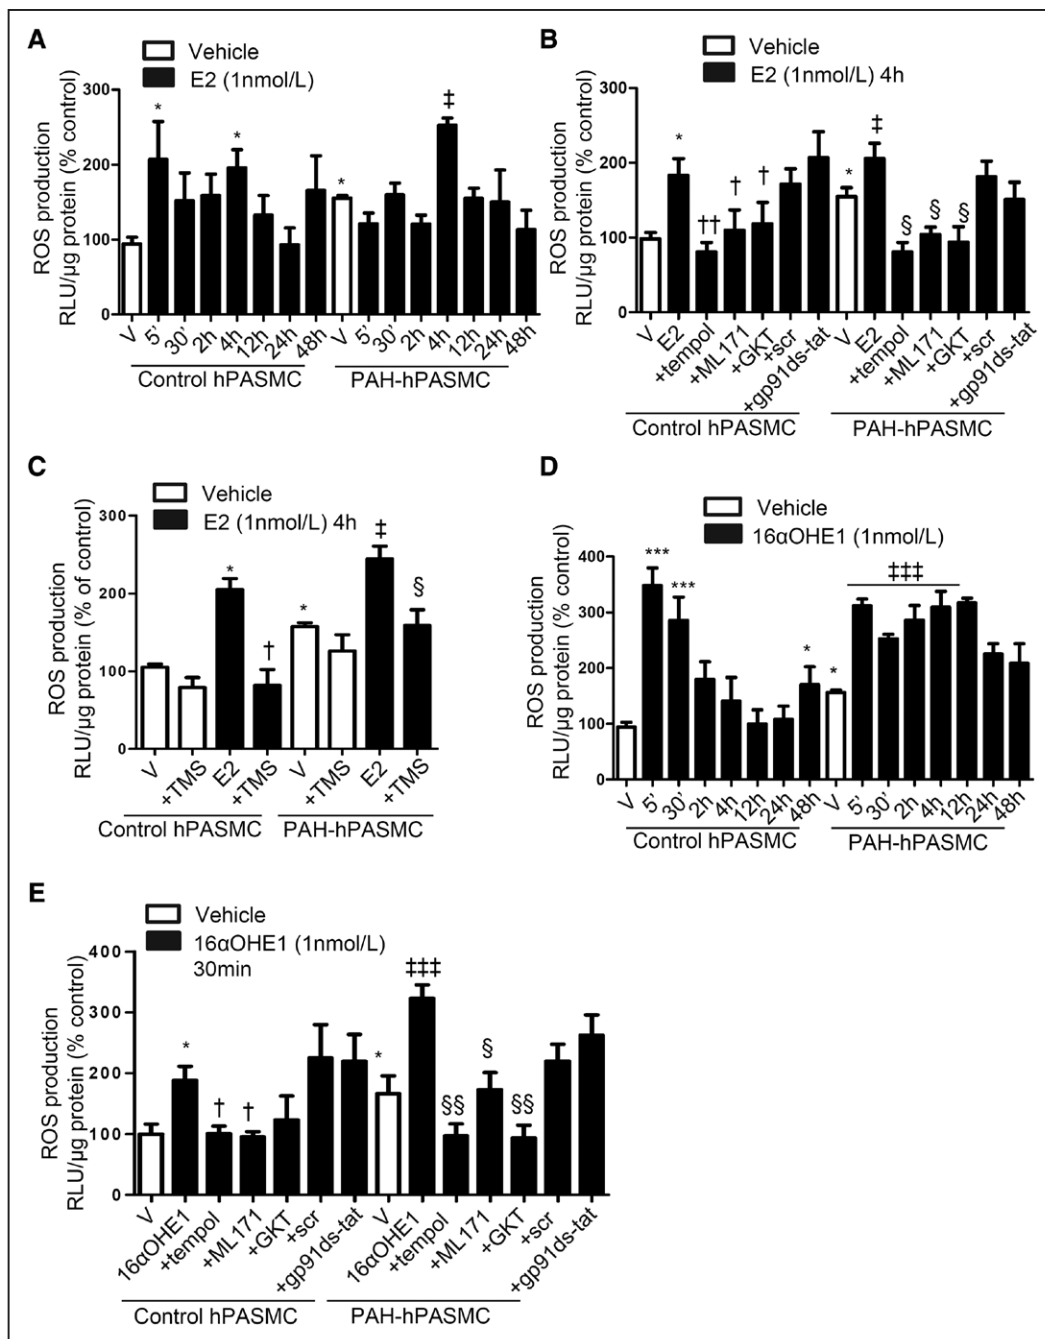 A
Vehicle
E2 (1nmol/L)
ROS production
RLU/µg protein (% control)
300
200
100
0
* * * ‡
V 5' 30' 2h 4h 12h 24h 48h V 5' 30' 2h 4h 12h 24h 48h
Control hPASMC PAH-hPASMC
B
Vehicle
E2 (1nmol/L) 4h
ROS production
RLU/µg protein (% control)
300
200
100
0
* †† † † * ‡ § § §
V E2 +tempol +ML171 +GKT +scr +gp91ds-tat V E2 +tempol +ML171 +GKT +scr +gp91ds-tat
Control hPASMC PAH-hPASMC
C
Vehicle
E2 (1nmol/L) 4h
ROS production
RLU/µg protein (% of control)
300
200
100
0
* † * ‡ §
V +TMS E2 +TMS V +TMS E2 +TMS
Control hPASMC PAH-hPASMC
D
Vehicle
16αOHE1 (1nmol/L)
ROS production
RLU/µg protein (% control)
400
300
200
100
0
*** *** * * ‡‡‡
V 5' 30' 2h 4h 12h 24h 48h V 5' 30' 2h 4h 12h 24h 48h
Control hPASMC PAH-hPASMC
E
Vehicle
16αOHE1 (1nmol/L)
30min
ROS production
RLU/µg protein (% control)
400
300
200
100
0
* † † * ‡‡‡ §§ § §§
V 16αOHE1 +tempol +ML171 +GKT +scr +gp91ds-tat V 16αOHE1 +tempol +ML171 +GKT +scr +gp91ds-tat
Control hPASMC PAH-hPASMC